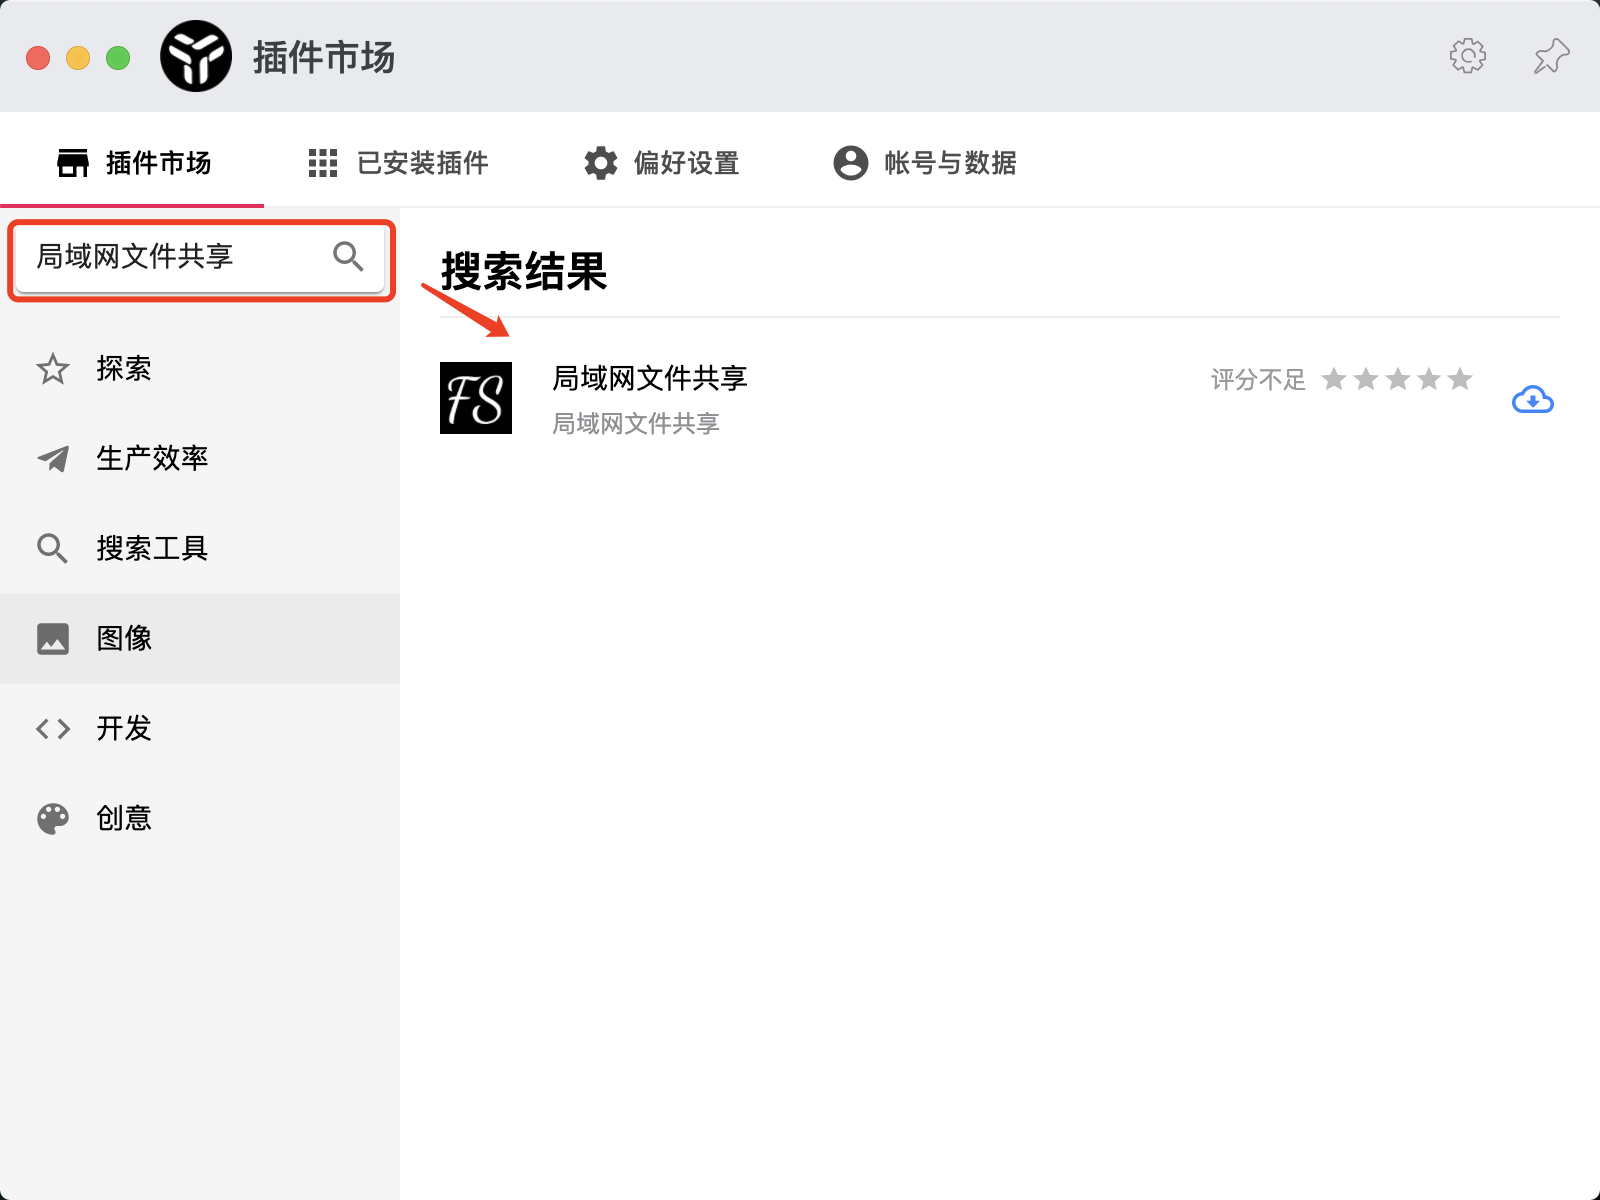 插件市场
插件市场
已安装插件
偏好设置
帐号与数据
局域网文件共享
探索
生产效率
搜索工具
图像
开发
创意
搜索结果
FS
局域网文件共享
局域网文件共享
评分不足